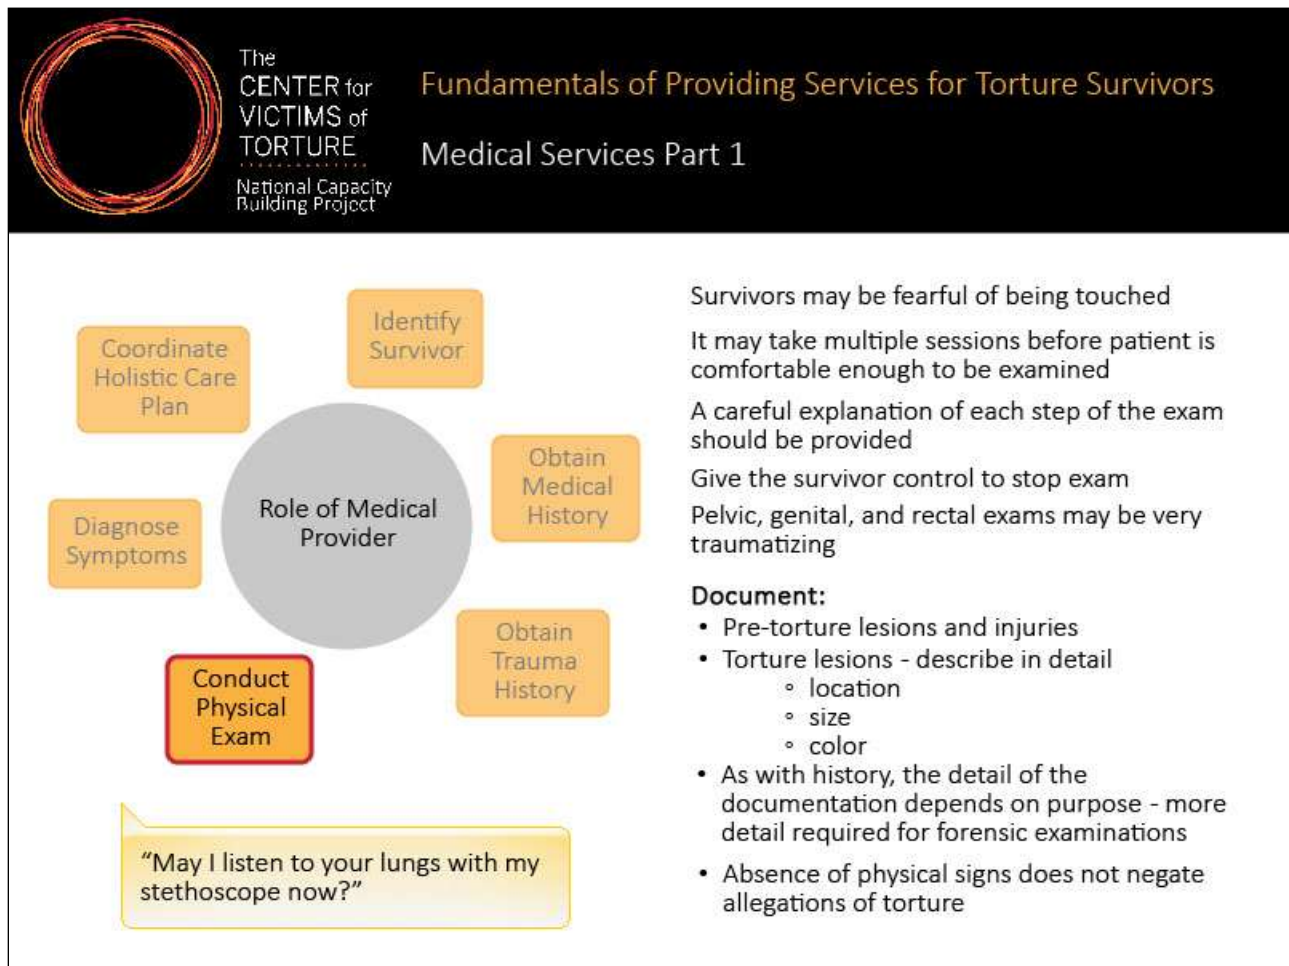 The
CENTER for
VICTIMS of
TORTURE
National Capacity
Building Project
Fundamentals of Providing Services for Torture Survivors
Medical Services Part 1
Identify
Survivor
Coordinate
Holistic Care
Plan
Obtain
Medical
History
Role of Medical
Provider
Diagnose
Symptoms
Obtain
Trauma
History
Conduct
Physical
Exam
“May I listen to your lungs with my
stethoscope now?”
Survivors may be fearful of being touched
It may take multiple sessions before patient is
comfortable enough to be examined
A careful explanation of each step of the exam
should be provided
Give the survivor control to stop exam
Pelvic, genital, and rectal exams may be very
traumatizing
Document:
• Pre-torture lesions and injuries
• Torture lesions - describe in detail
° location
° size
° color
• As with history, the detail of the
documentation depends on purpose - more
detail required for forensic examinations
• Absence of physical signs does not negate
allegations of torture